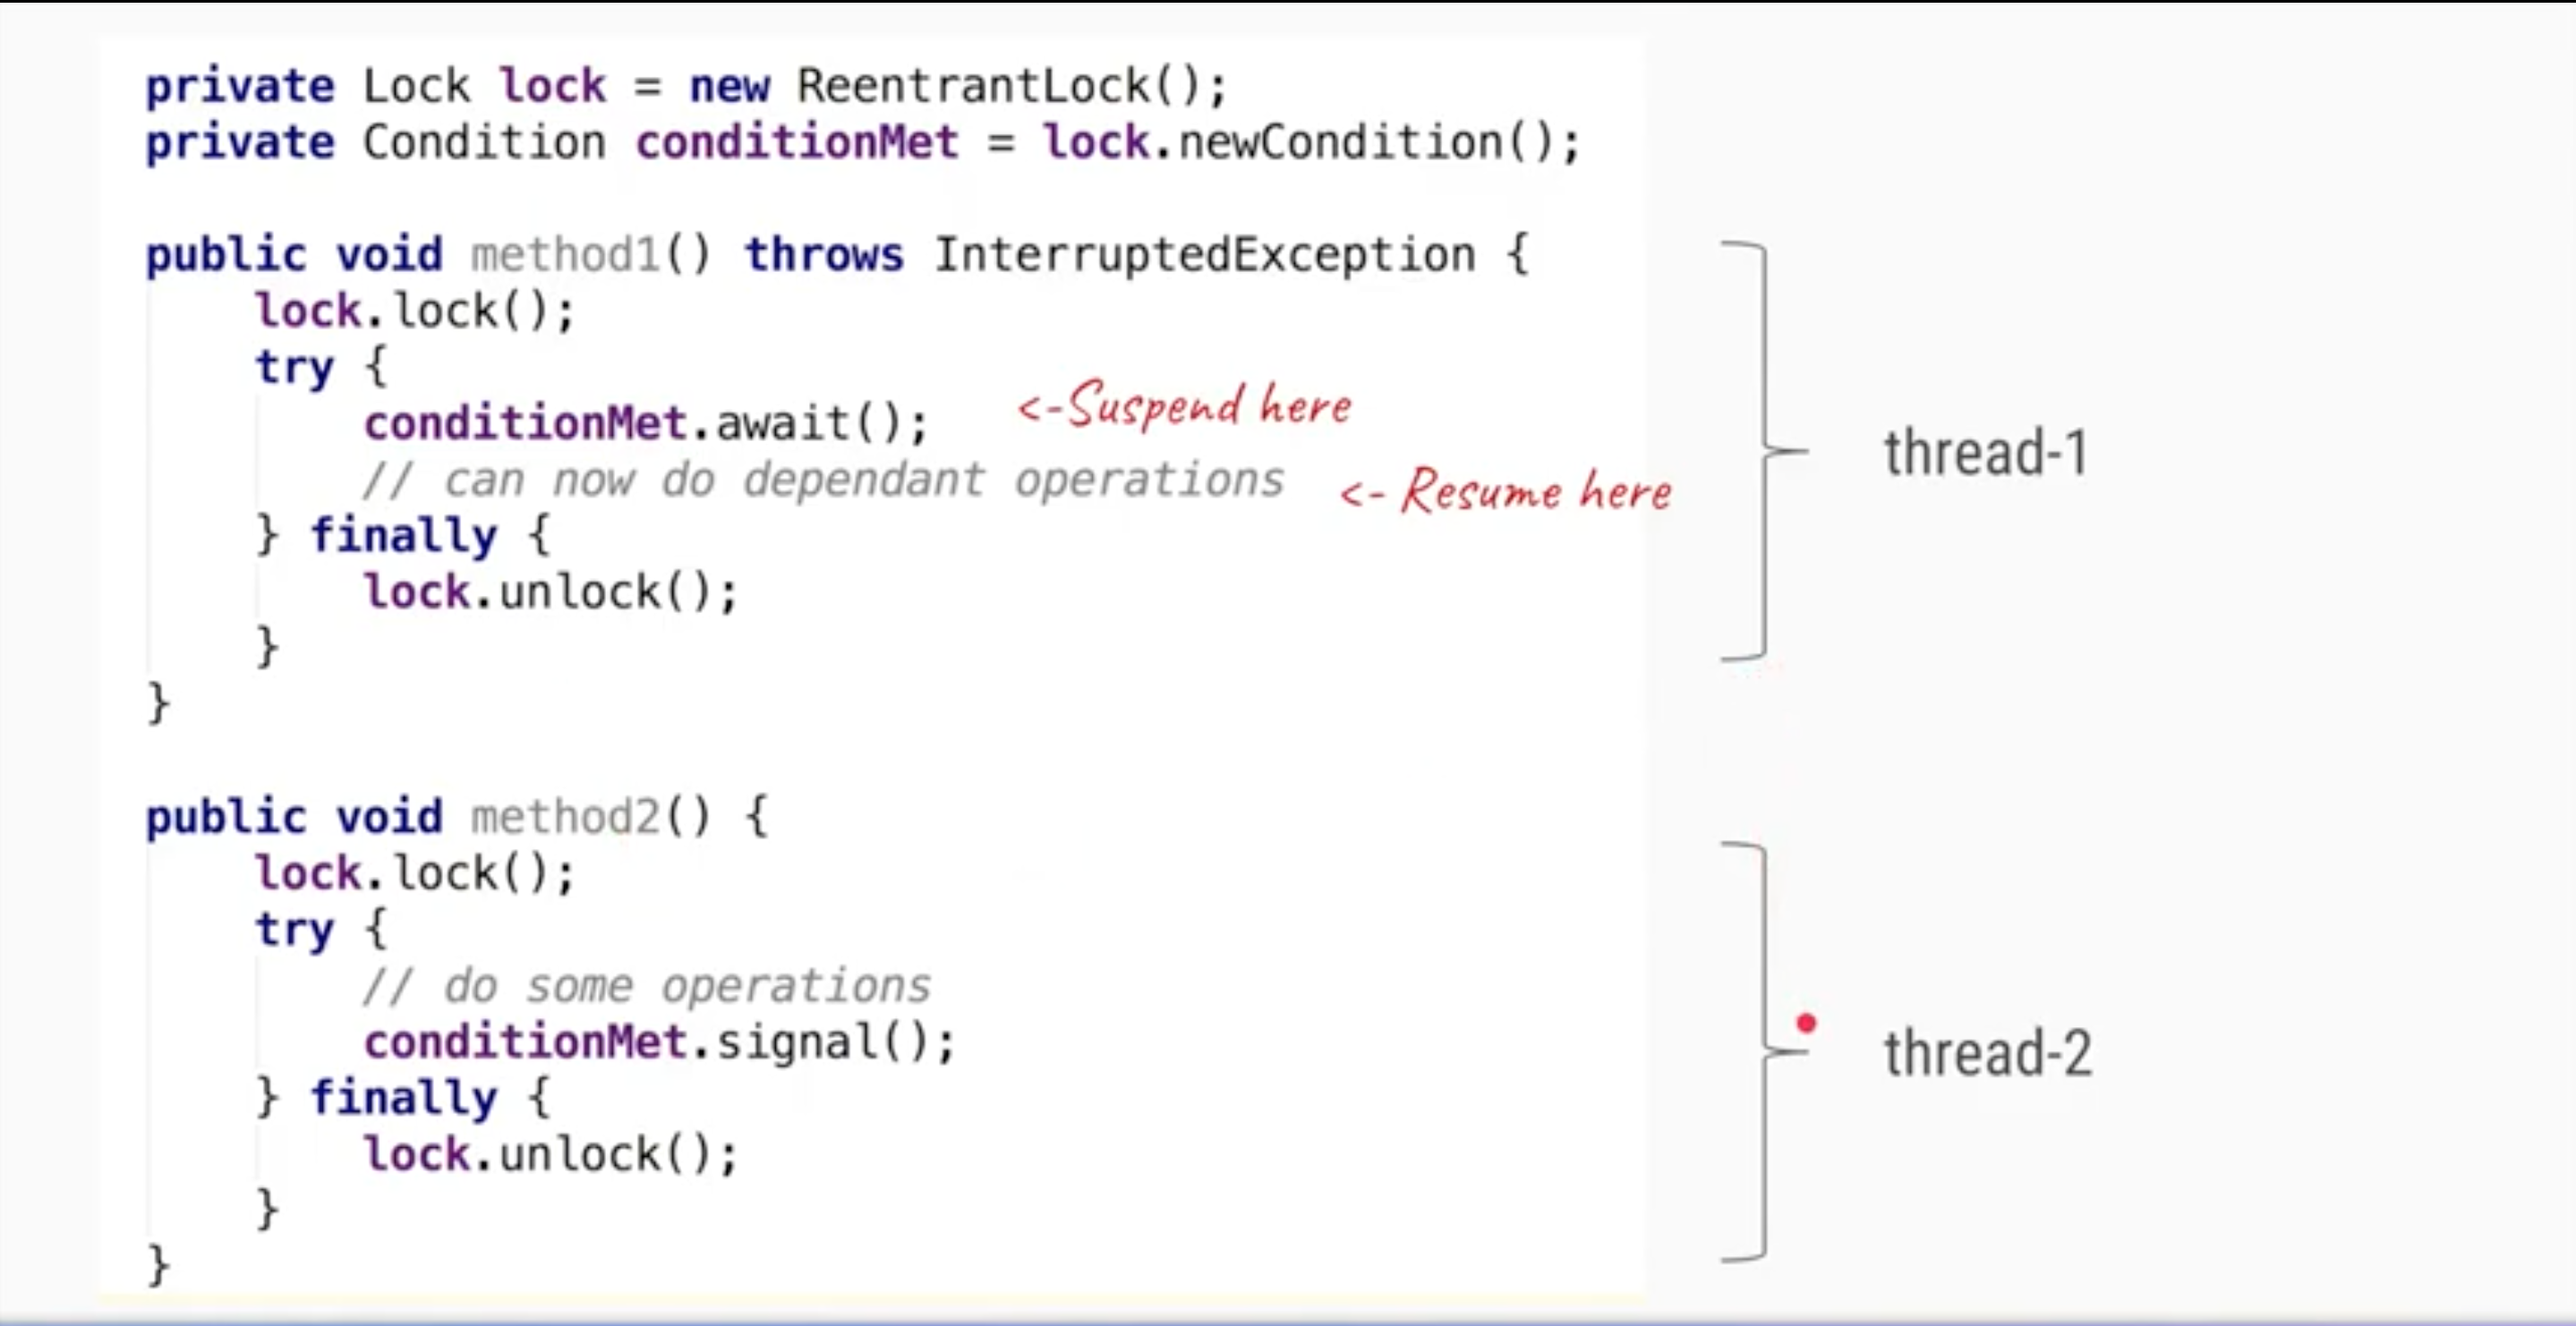 private Lock lock = new ReentrantLock();
private Condition conditionMet = lock.newCondition();
public void method1() throws InterruptedException {
lock.lock();
try {
conditionMet.await(); <-Suspend here
// can now do dependant operations <- Resume here
} finally {
lock.unlock();
}
}
thread-1
public void method2() {
lock.lock();
try {
// do some operations
conditionMet.signal();
} finally {
lock.unlock();
}
}
thread-2